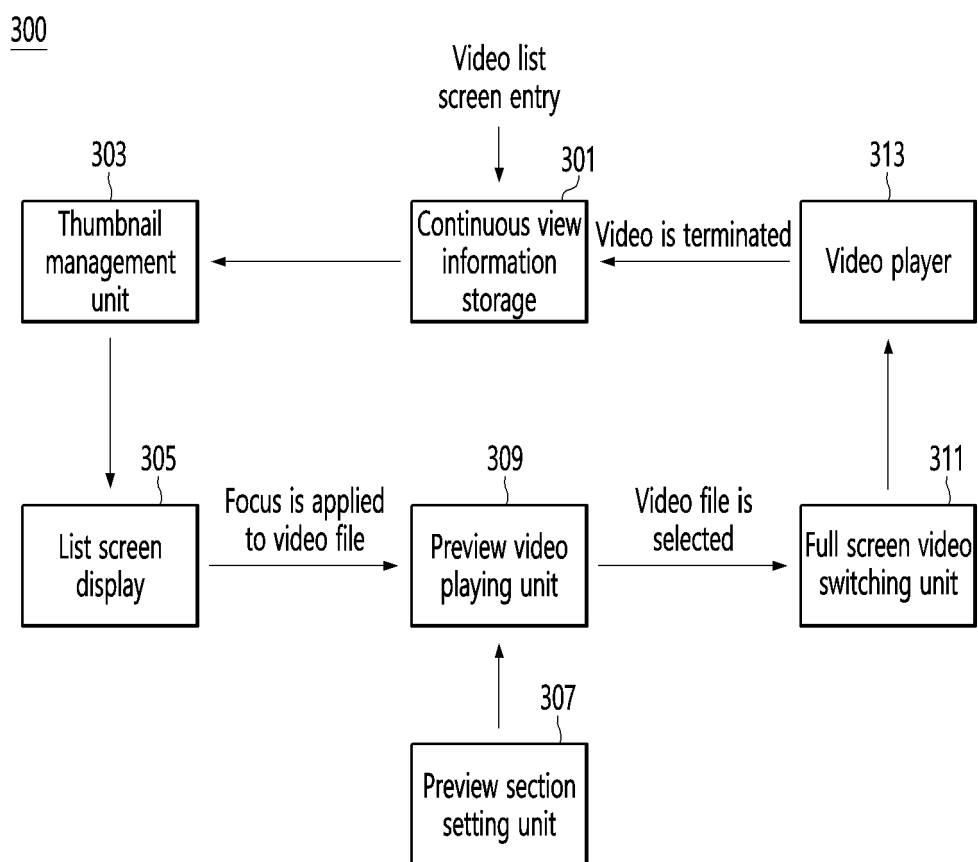 300
Video list
screen entry
303
301
313
Thumbnail
management
unit
Continuous view
information
storage
Video is terminated
Video player
305
309
311
List screen
display
Focus is applied
to video file
Preview video
playing unit
Video file is
selected
Full screen video
switching unit
307
Preview section
setting unit